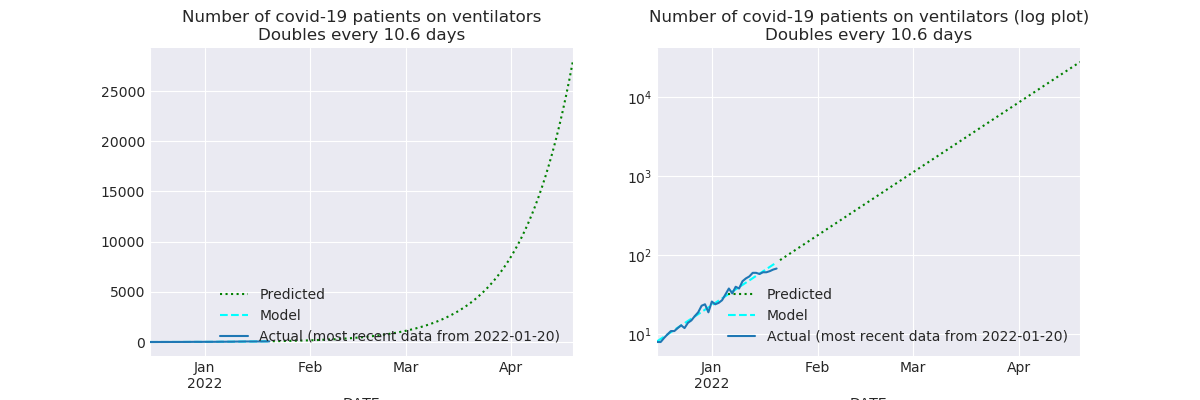 Number of covid-19 patients on ventilators
Doubles every 10.6 days
25000
20000
15000
10000
5000
0
Predicted
Model
Actual (most recent data from 2022-01-20)
Jan
2022
Feb
Mar
Apr
DATE
Number of covid-19 patients on ventilators (log plot)
Doubles every 10.6 days
10⁴
10³
10²
10¹
Predicted
Model
Actual (most recent data from 2022-01-20)
Jan
2022
Feb
Mar
Apr
DATE